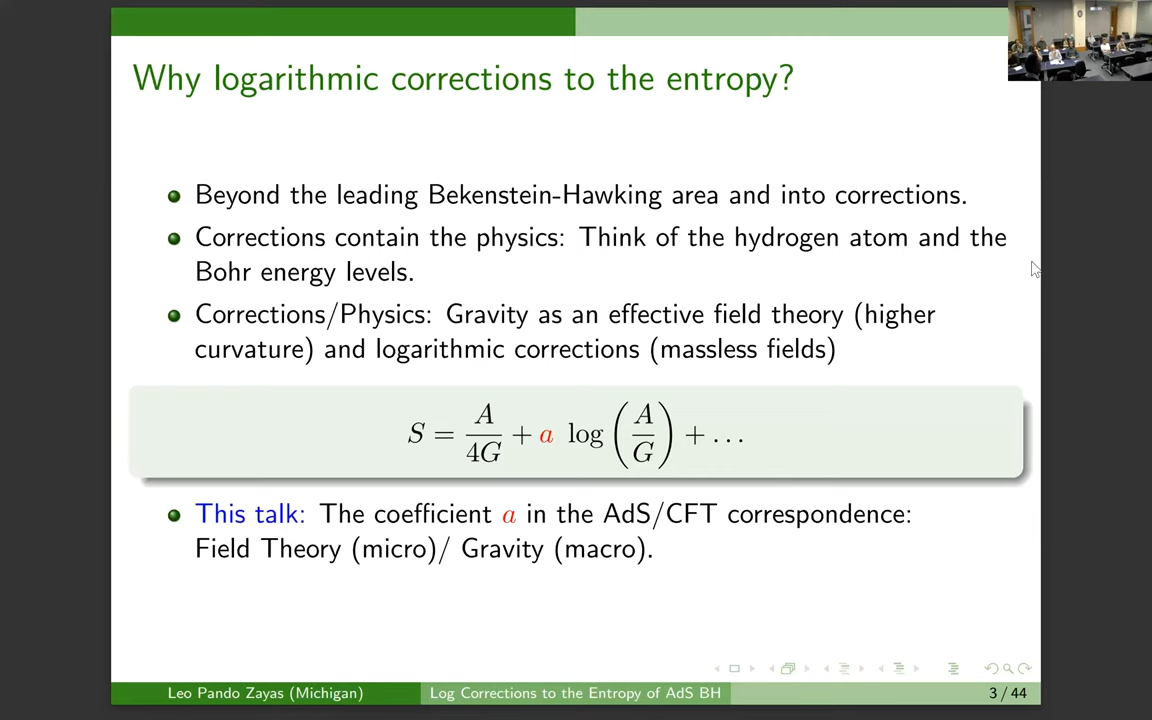 Why logarithmic corrections to the entropy?
Beyond the leading Bekenstein-Hawking area and into corrections.
Corrections contain the physics: Think of the hydrogen atom and the
Bohr energy levels.
Corrections/Physics: Gravity as an effective field theory (higher
curvature) and logarithmic corrections (massless fields)
S = A/4G + a log(A/G) + ...
This talk: The coefficient a in the AdS/CFT correspondence:
Field Theory (micro)/ Gravity (macro).
Leo Pando Zayas (Michigan) Log Corrections to the Entropy of AdS BH 3 / 44